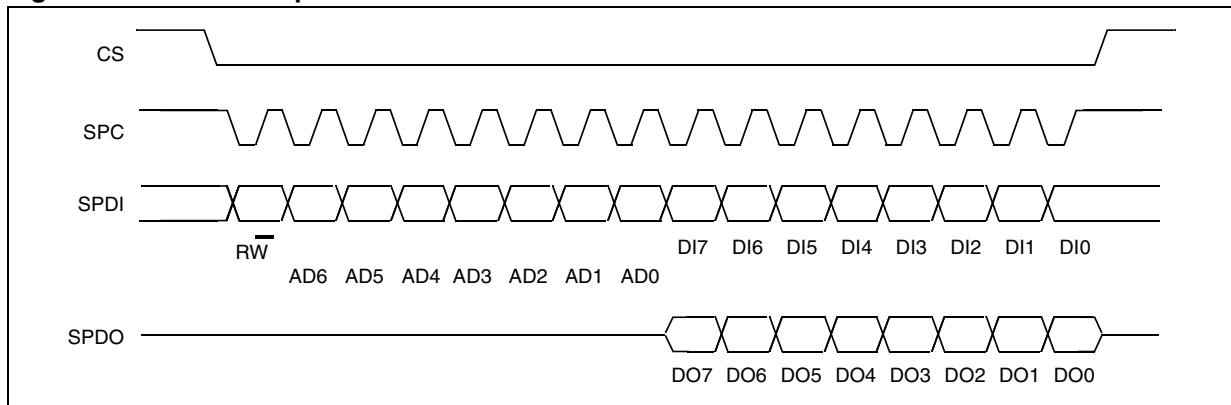 CS
SPC
SPDI
RW
DI7 DI6 DI5 DI4 DI3 DI2 DI1 DI0
AD6 AD5 AD4 AD3 AD2 AD1 AD0
SPDO
DO7 DO6 DO5 DO4 DO3 DO2 DO1 DO0